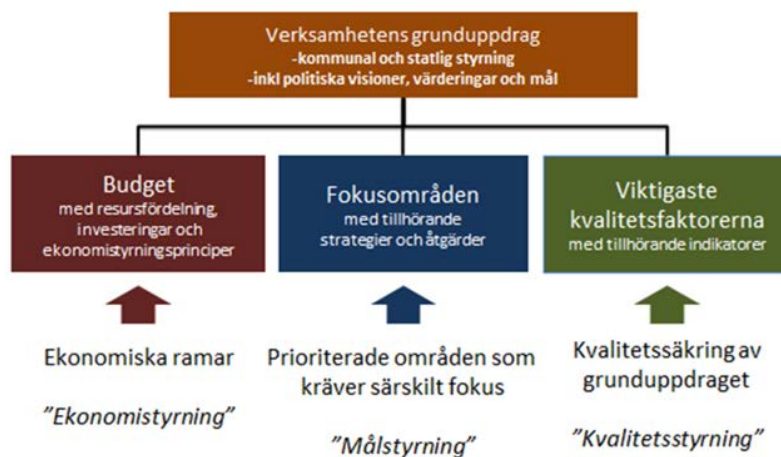 Verksamhetens grunduppdrag
-kommunal och statlig styrning
-inkl politiska visioner, värderingar och mål
Budget
med resursfördelning,
investeringar och
ekonomistyrningsprinciper
Fokusområden
med tillhörande
strategier och åtgärder
Viktigaste
kvalitetsfaktorerna
med tillhörande indikatorer
Ekonomiska ramar
"Ekonomistyrning"
Prioriterade områden som
kräver särskilt fokus
"Målstyrning"
Kvalitetssäkring av
grunduppdraget
"Kvalitetsstyrning"